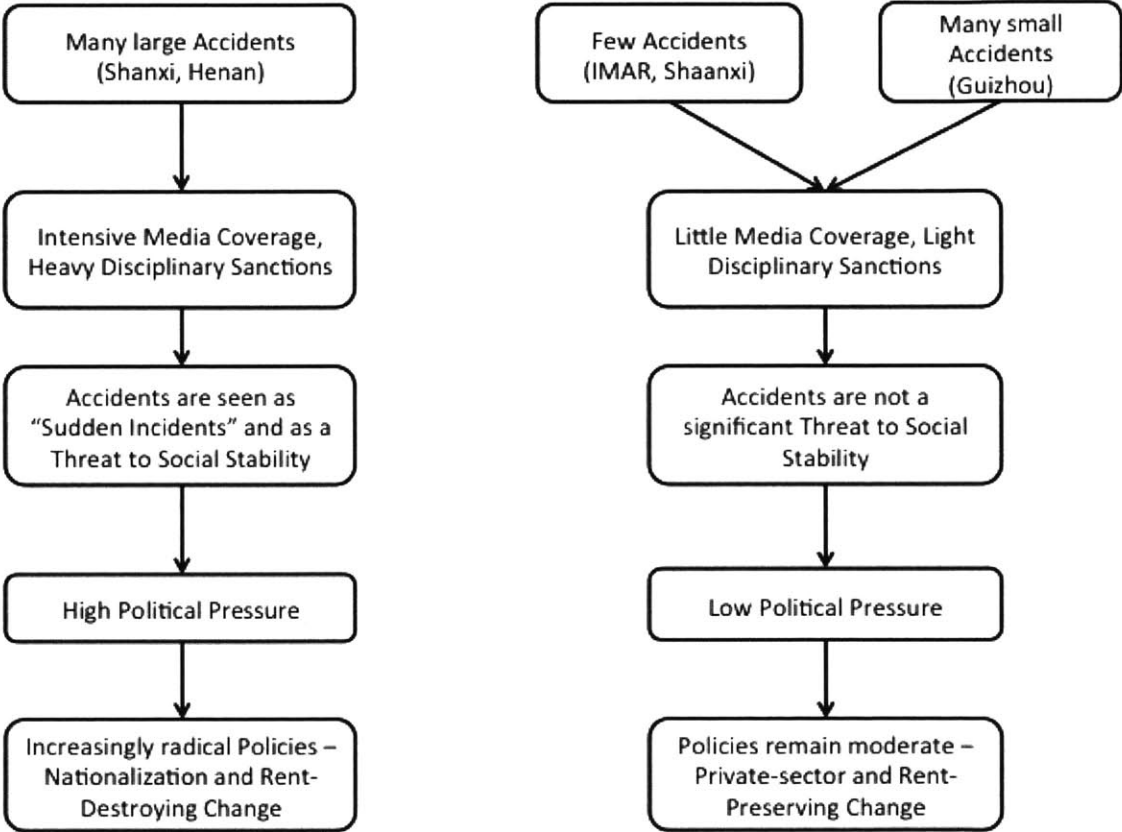 Many large Accidents
(Shanxi, Henan)
Intensive Media Coverage,
Heavy Disciplinary Sanctions
Accidents are seen as
“Sudden Incidents” and as a
Threat to Social Stability
High Political Pressure
Increasingly radical Policies –
Nationalization and Rent-
Destroying Change
Few Accidents
(IMAR, Shaanxi)
Many small
Accidents
(Guizhou)
Little Media Coverage, Light
Disciplinary Sanctions
Accidents are not a
significant Threat to Social
Stability
Low Political Pressure
Policies remain moderate –
Private-sector and Rent-
Preserving Change